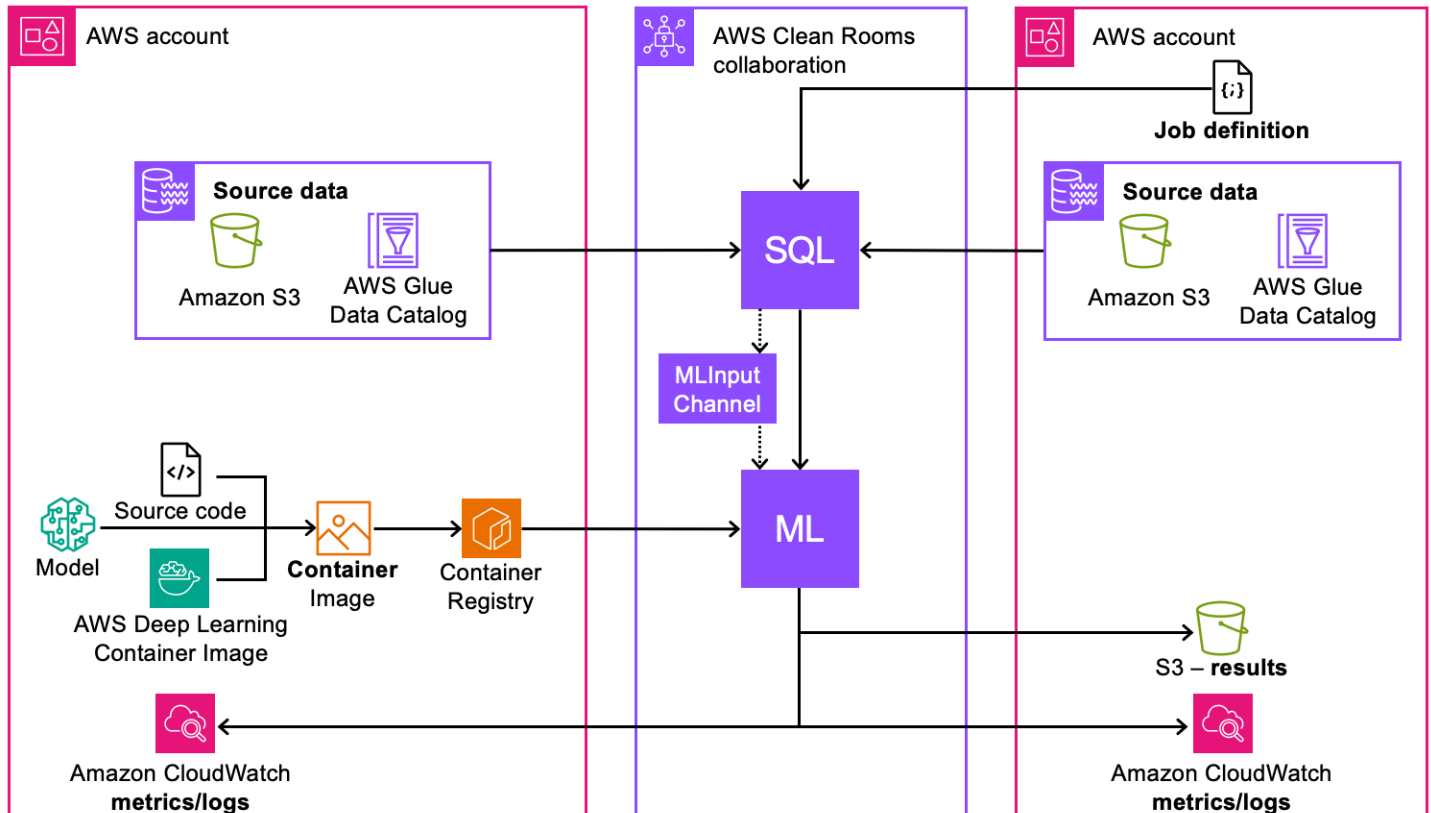 AWS account
AWS Clean Rooms
collaboration
AWS account
{;}
Job definition
Source data
Amazon S3
AWS Glue
Data Catalog
SQL
Source data
Amazon S3
AWS Glue
Data Catalog
MLInput
Channel
</>
Source code
Model
AWS Deep Learning
Container Image
Container
Image
Container
Registry
ML
S3 – results
Amazon CloudWatch
metrics/logs
Amazon CloudWatch
metrics/logs